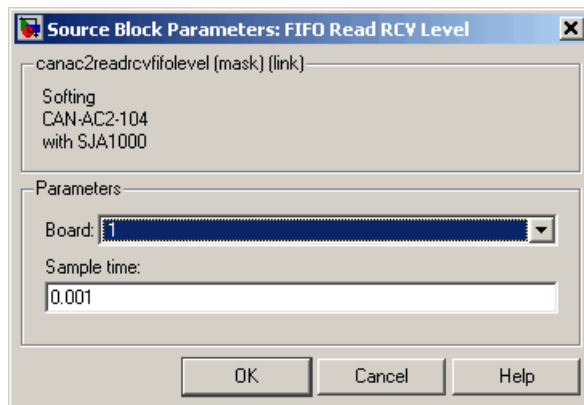 Source Block Parameters: FIFO Read RCV Level
canac2readrcvfifolevel (mask) (link)
Softing
CAN-AC2-104
with SJA1000
Parameters
Board: 1
Sample time:
0.001
OK Cancel Help